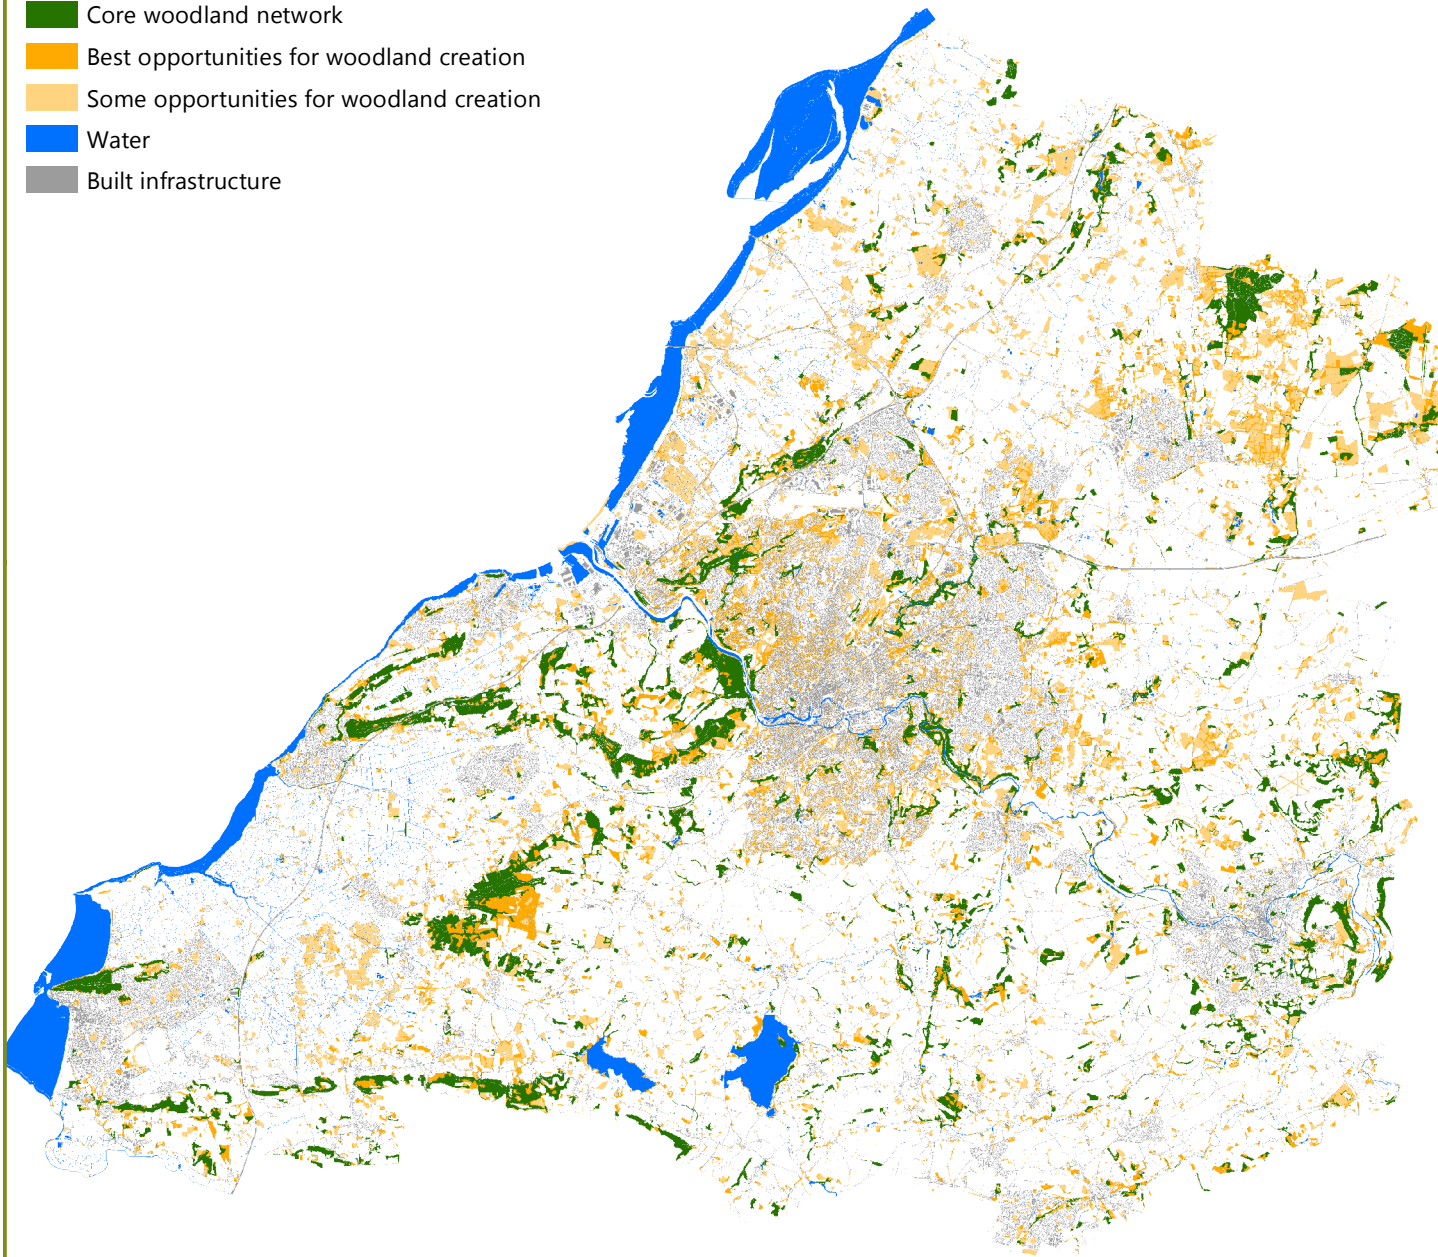 Core woodland network
Best opportunities for woodland creation
Some opportunities for woodland creation
Water
Built infrastructure